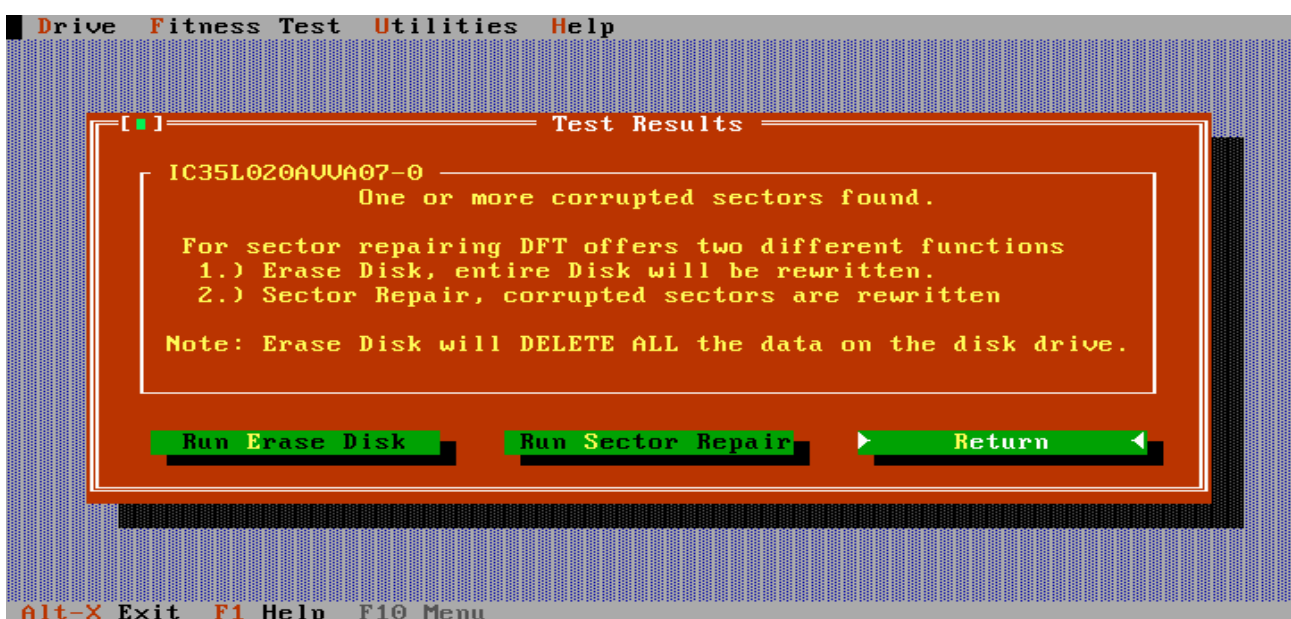 Drive Fitness Test Utilities Help
Test Results
IC35L020AVVA07-0
One or more corrupted sectors found.
For sector repairing DFT offers two different functions
1.) Erase Disk, entire Disk will be rewritten.
2.) Sector Repair, corrupted sectors are rewritten
Note: Erase Disk will DELETE ALL the data on the disk drive.
Run Erase Disk Run Sector Repair Return
Alt-X Exit F1 Help F10 Menu